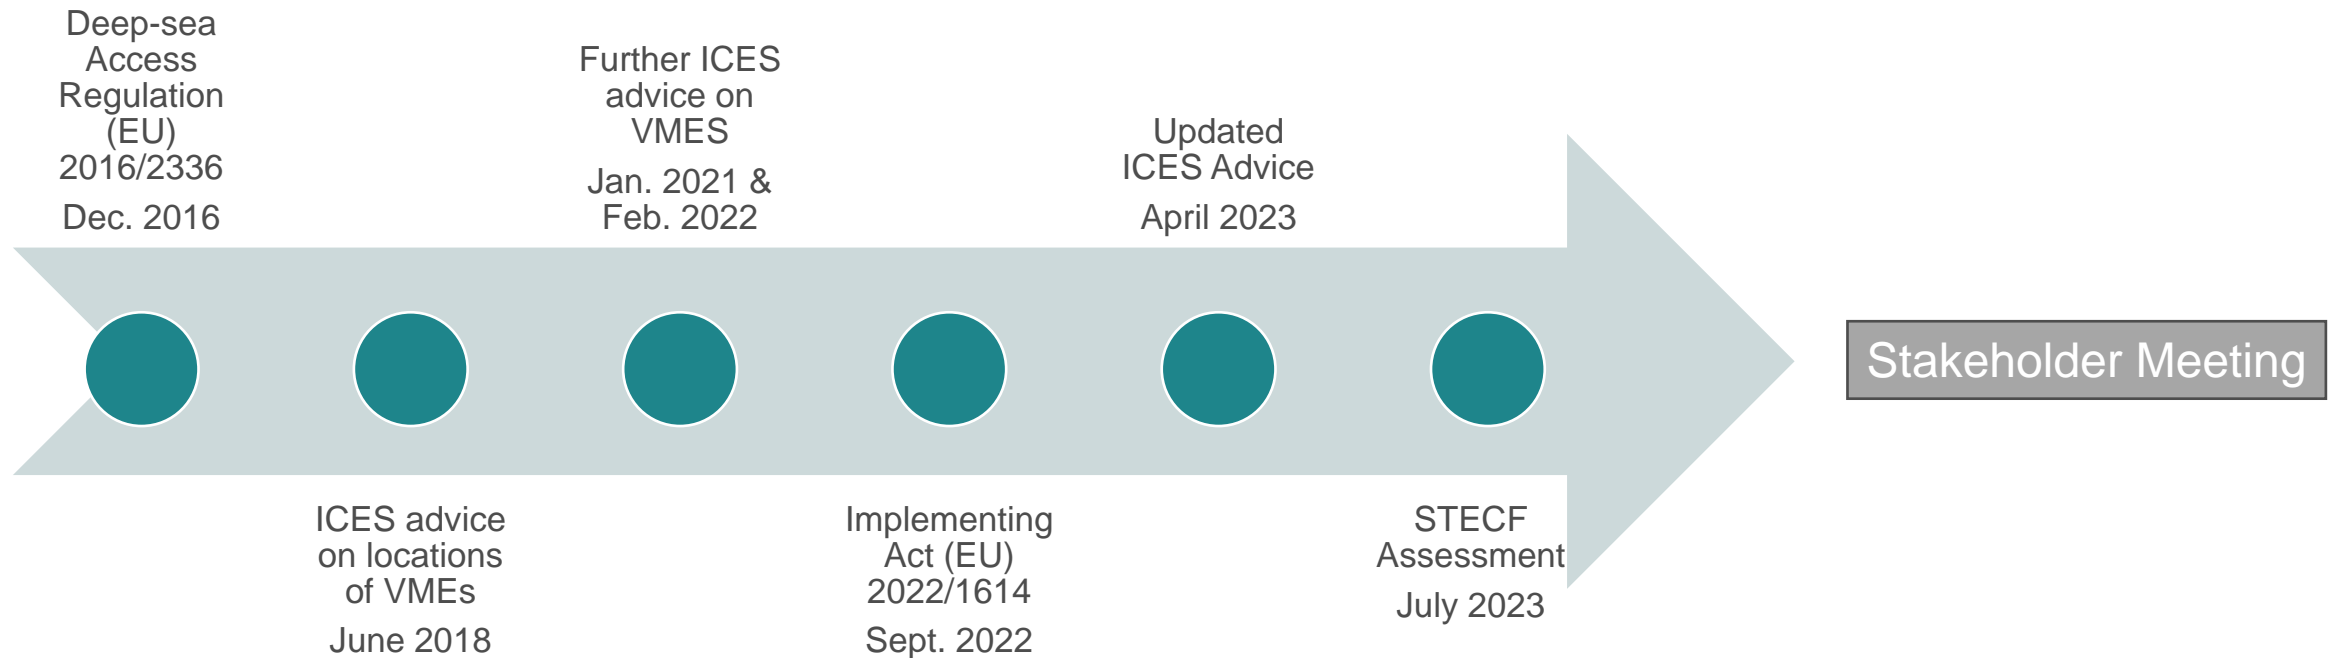 Deep-sea
Access
Regulation
(EU)
2016/2336
Dec. 2016
ICES advice
on locations
of VMEs
June 2018
Further ICES
advice on
VMES
Jan. 2021 &
Feb. 2022
Implementing
Act (EU)
2022/1614
Sept. 2022
Updated
ICES Advice
April 2023
STECF
Assessment
July 2023
Stakeholder Meeting